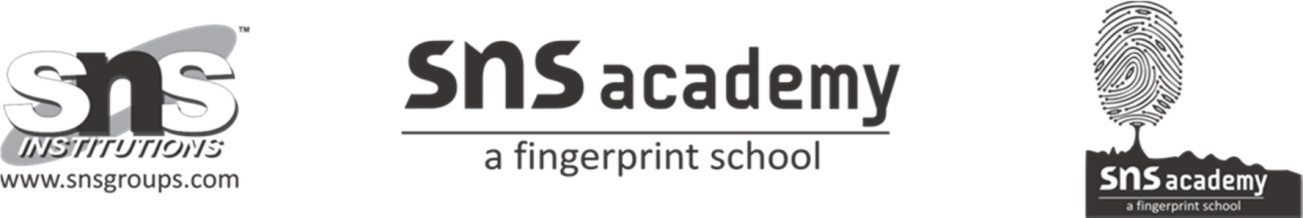 sns™
INSTITUTIONS
www.snsgroups.com
sns academy
a fingerprint school
sns academy
a fingerprint school